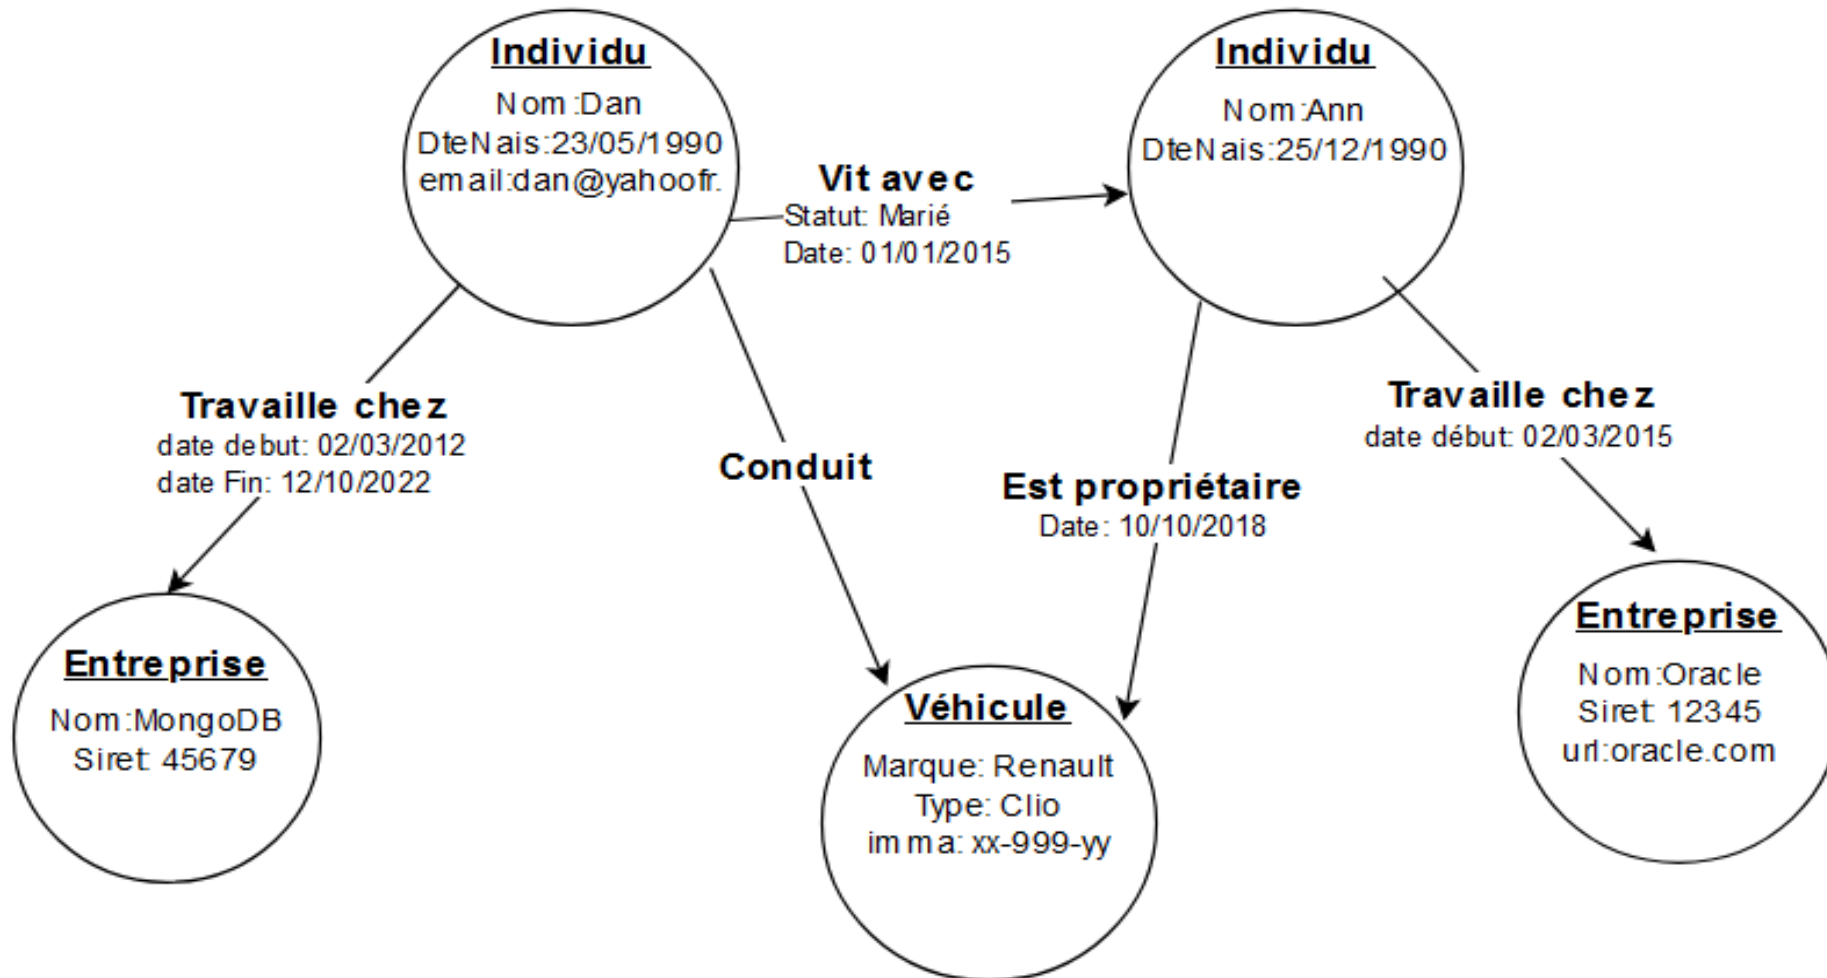 Individu
Nom:Dan
DteNais:23/05/1990
email:dan@yahoofr.
Individu
Nom:Ann
DteNais:25/12/1990
Vit avec
Statut: Marié
Date: 01/01/2015
Travaille chez
date debut: 02/03/2012
date Fin: 12/10/2022
Conduit
Est propriétaire
Date: 10/10/2018
Travaille chez
date début: 02/03/2015
Entreprise
Nom:MongoDB
Siret: 45679
Véhicule
Marque: Renault
Type: Clio
imma: xx-999-yy
Entreprise
Nom:Oracle
Siret: 12345
url:oracle.com